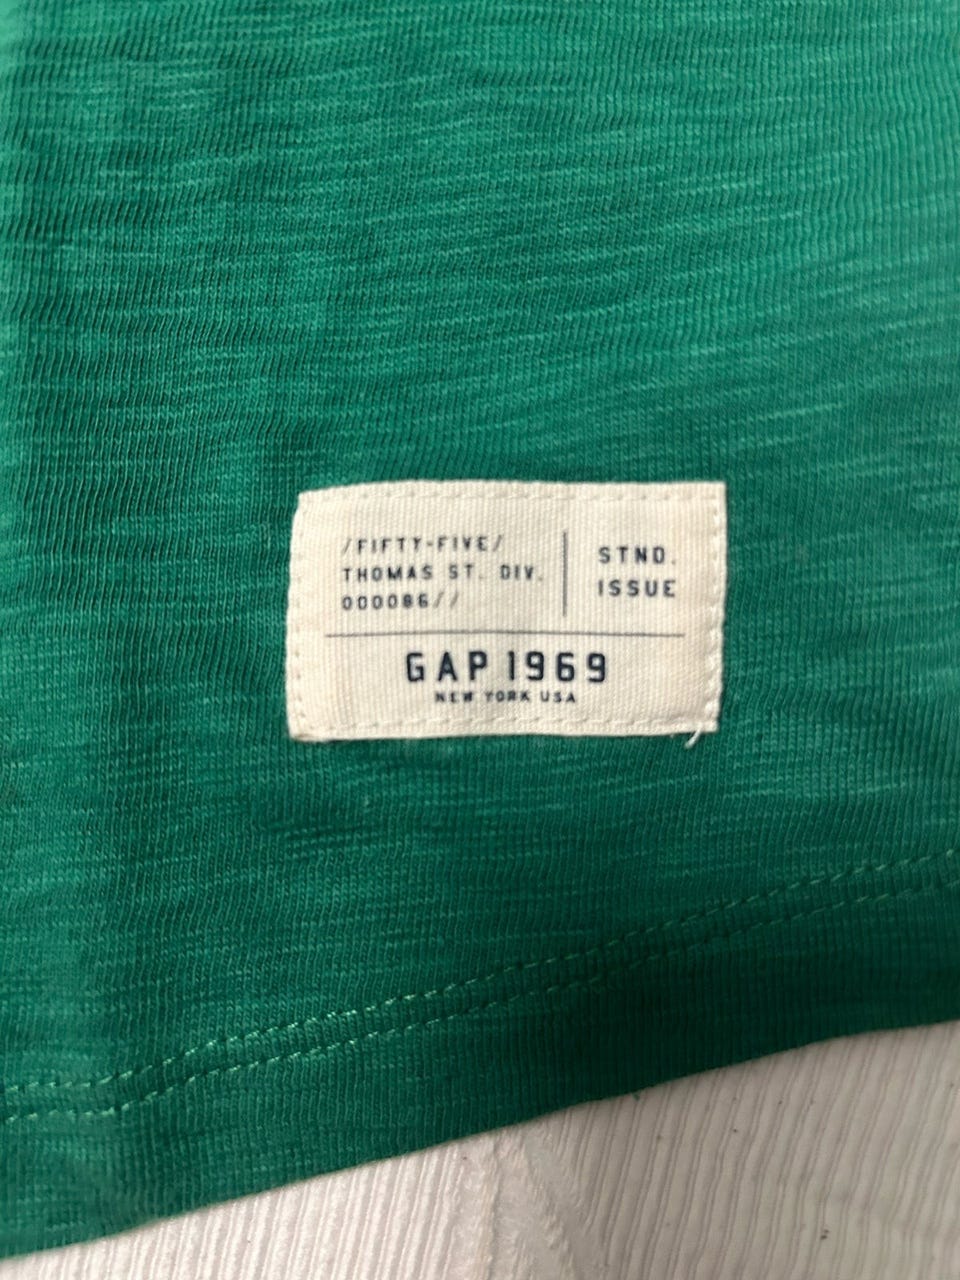 /FIFTY-FIVE/
THOMAS ST. DIV.
000086//
STND.
ISSUE
GAP 1969
NEW YORK USA